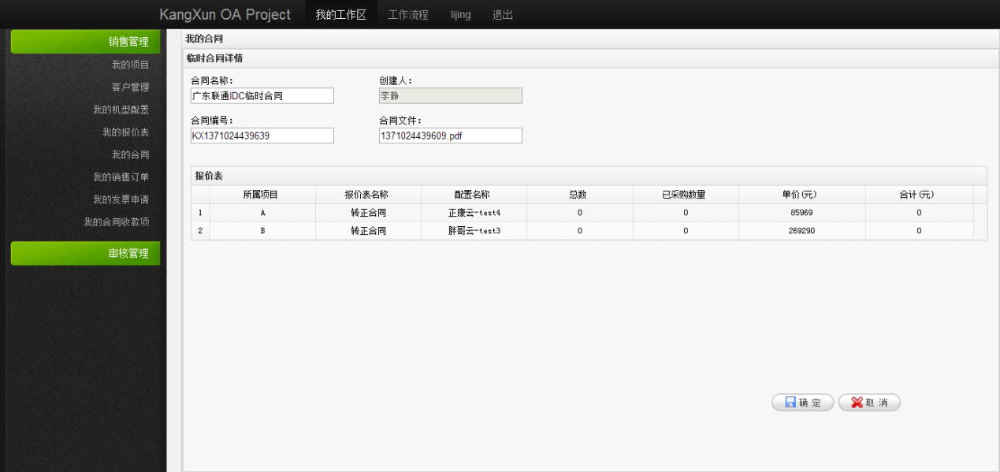 KangXun OA Project 我的工作区 工作流程 lijing 退出
销售管理
我的项目
客户管理
我的机型配置
我的报价表
我的合同
我的销售订单
我的发票申请
我的合同收款项
审核管理
我的合同
临时合同详情
合同名称: 创建人:
广东联通IDC临时合同 李静
合同编号: 合同文件:
KX1371024439639 1371024439609.pdf
报价表
所属项目 报价表名称 配置名称 总数 已采购数量 单价(元) 合计(元)
1 A 转正合同 正康云-test4 0 0 85969 0
2 B 转正合同 胖哥云-test3 0 0 269290 0
确 定 取 消